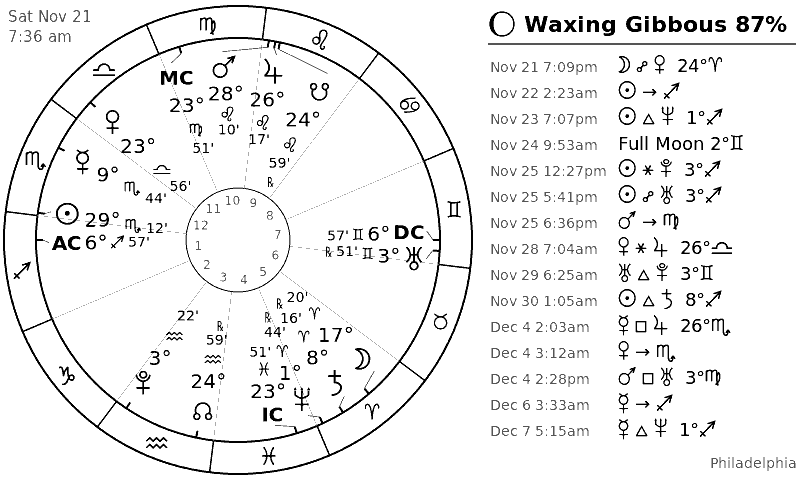 Sat Nov 21
7:36 am
☾ Waxing Gibbous 87%
Nov 21 7:09pm ☽ ☍ ♀ 24°♈
Nov 22 2:23am ☉ → ♐
Nov 23 7:07pm ☉ △ ♆ 1°♐
Nov 24 9:53am Full Moon 2°♊
Nov 25 12:27pm ☉ ⚹ ⯓ 3°♐
Nov 25 5:41pm ☉ ☍ ♅ 3°♐
Nov 25 6:36pm ♂ → ♍
Nov 28 7:04am ♀ ⚹ ♃ 26°♎
Nov 29 6:25am ♅ △ ⯓ 3°♊
Nov 30 1:05am ☉ △ ♄ 8°♐
Dec 4 2:03am ☿ □ ♃ 26°♏
Dec 4 3:12am ♀ → ♏
Dec 4 2:28pm ♂ □ ♅ 3°♍
Dec 6 3:33am ☿ → ♐
Dec 7 5:15am ☿ △ ♆ 1°♐
Philadelphia
♍
♌
♋
♊
♉
♈
♓
♒
♑
♐
♏
♎
MC 23° ♍ 51'
♂ 28° ♌ 10'
♃ 26° ♌ 17'
☋ 24° ♌ 59' ℞
♀ 23° ♎ 56'
☿ 9° ♏ 44'
☉ 29° ♏ 12'
AC 6° ♐ 57'
57' ♊ 6° DC
℞ 51' ♊ 3° ♅
⯓ 3° ♒ 22'
☊ 24° ♒ 59' ℞
IC 23° ♓ 51'
♆ 1° ♈ 44' ℞
♄ 8° ♈ 16' ℞
☽ 17° ♈ 20'
10
9
8
7
6
5
4
3
2
1
12
11